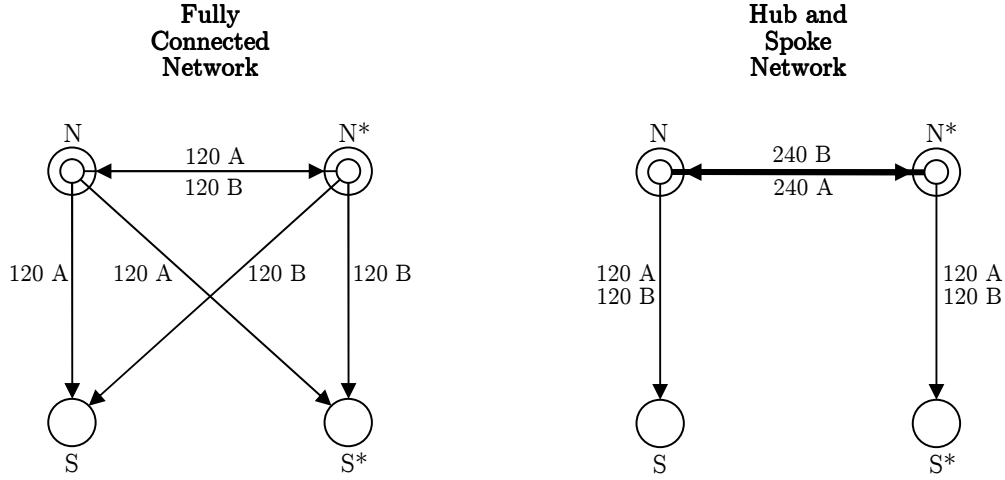 Fully
Connected
Network
N
N*
120 A
120 B
120 A
120 A
120 B
120 B
S
S*
Hub and
Spoke
Network
N
N*
240 B
240 A
120 A
120 B
120 A
120 B
S
S*